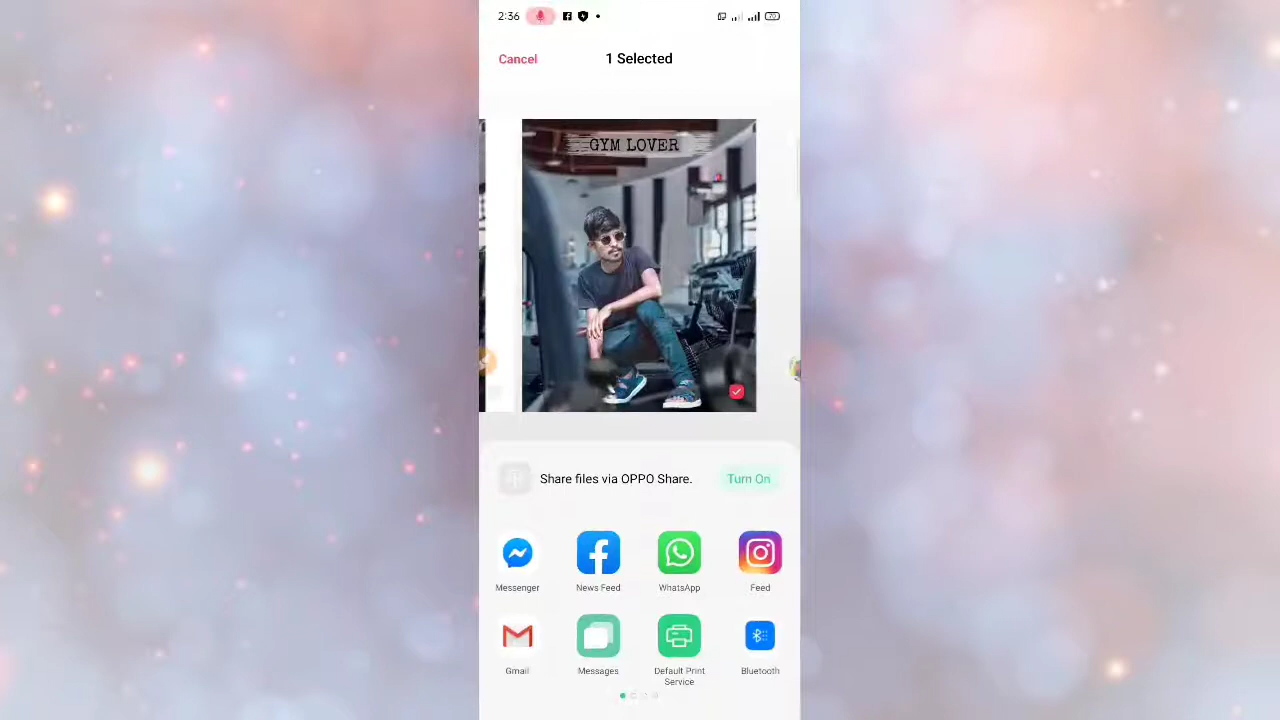 2:36
Cancel
1 Selected
GYM LOVER
Share files via OPPO Share.
Turn On
Messenger
News Feed
WhatsApp
Feed
Gmail
Messages
Default Print
Service
Bluetooth